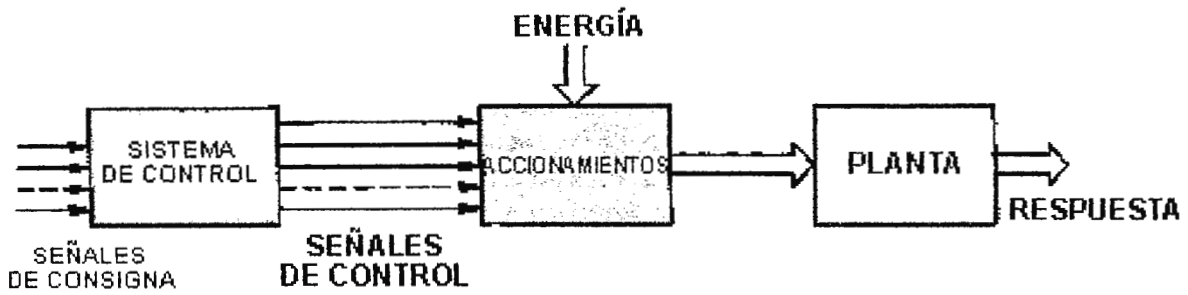 ENERGÍA
SISTEMA
DE CONTROL
ACCIONAMIENTOS
PLANTA
RESPUESTA
SEÑALES
DE CONSIGNA
SEÑALES
DE CONTROL